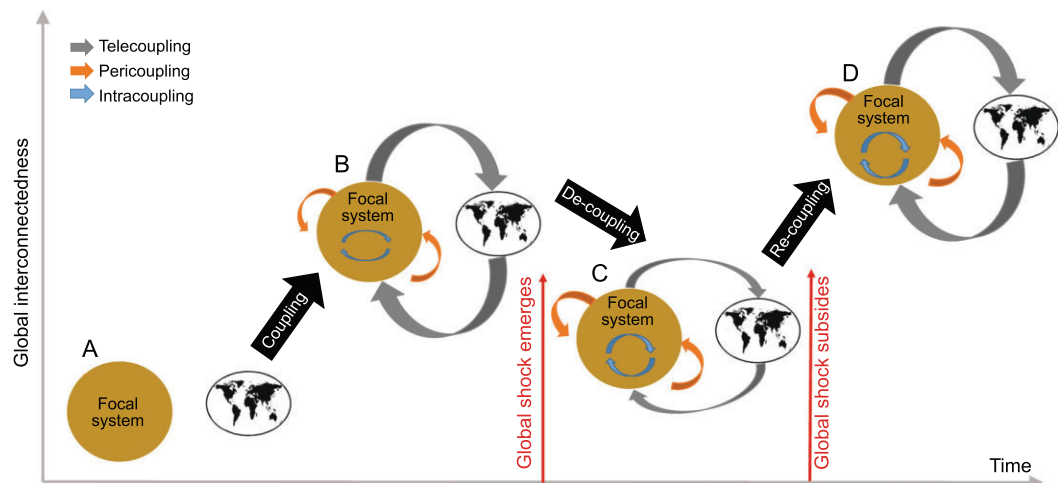 Global interconnectedness
Telecoupling
Pericoupling
Intracoupling
A
Focal
system
Coupling
B
Focal
system
De-coupling
Global shock emerges
C
Focal
system
Re-coupling
Global shock subsides
D
Focal
system
Time